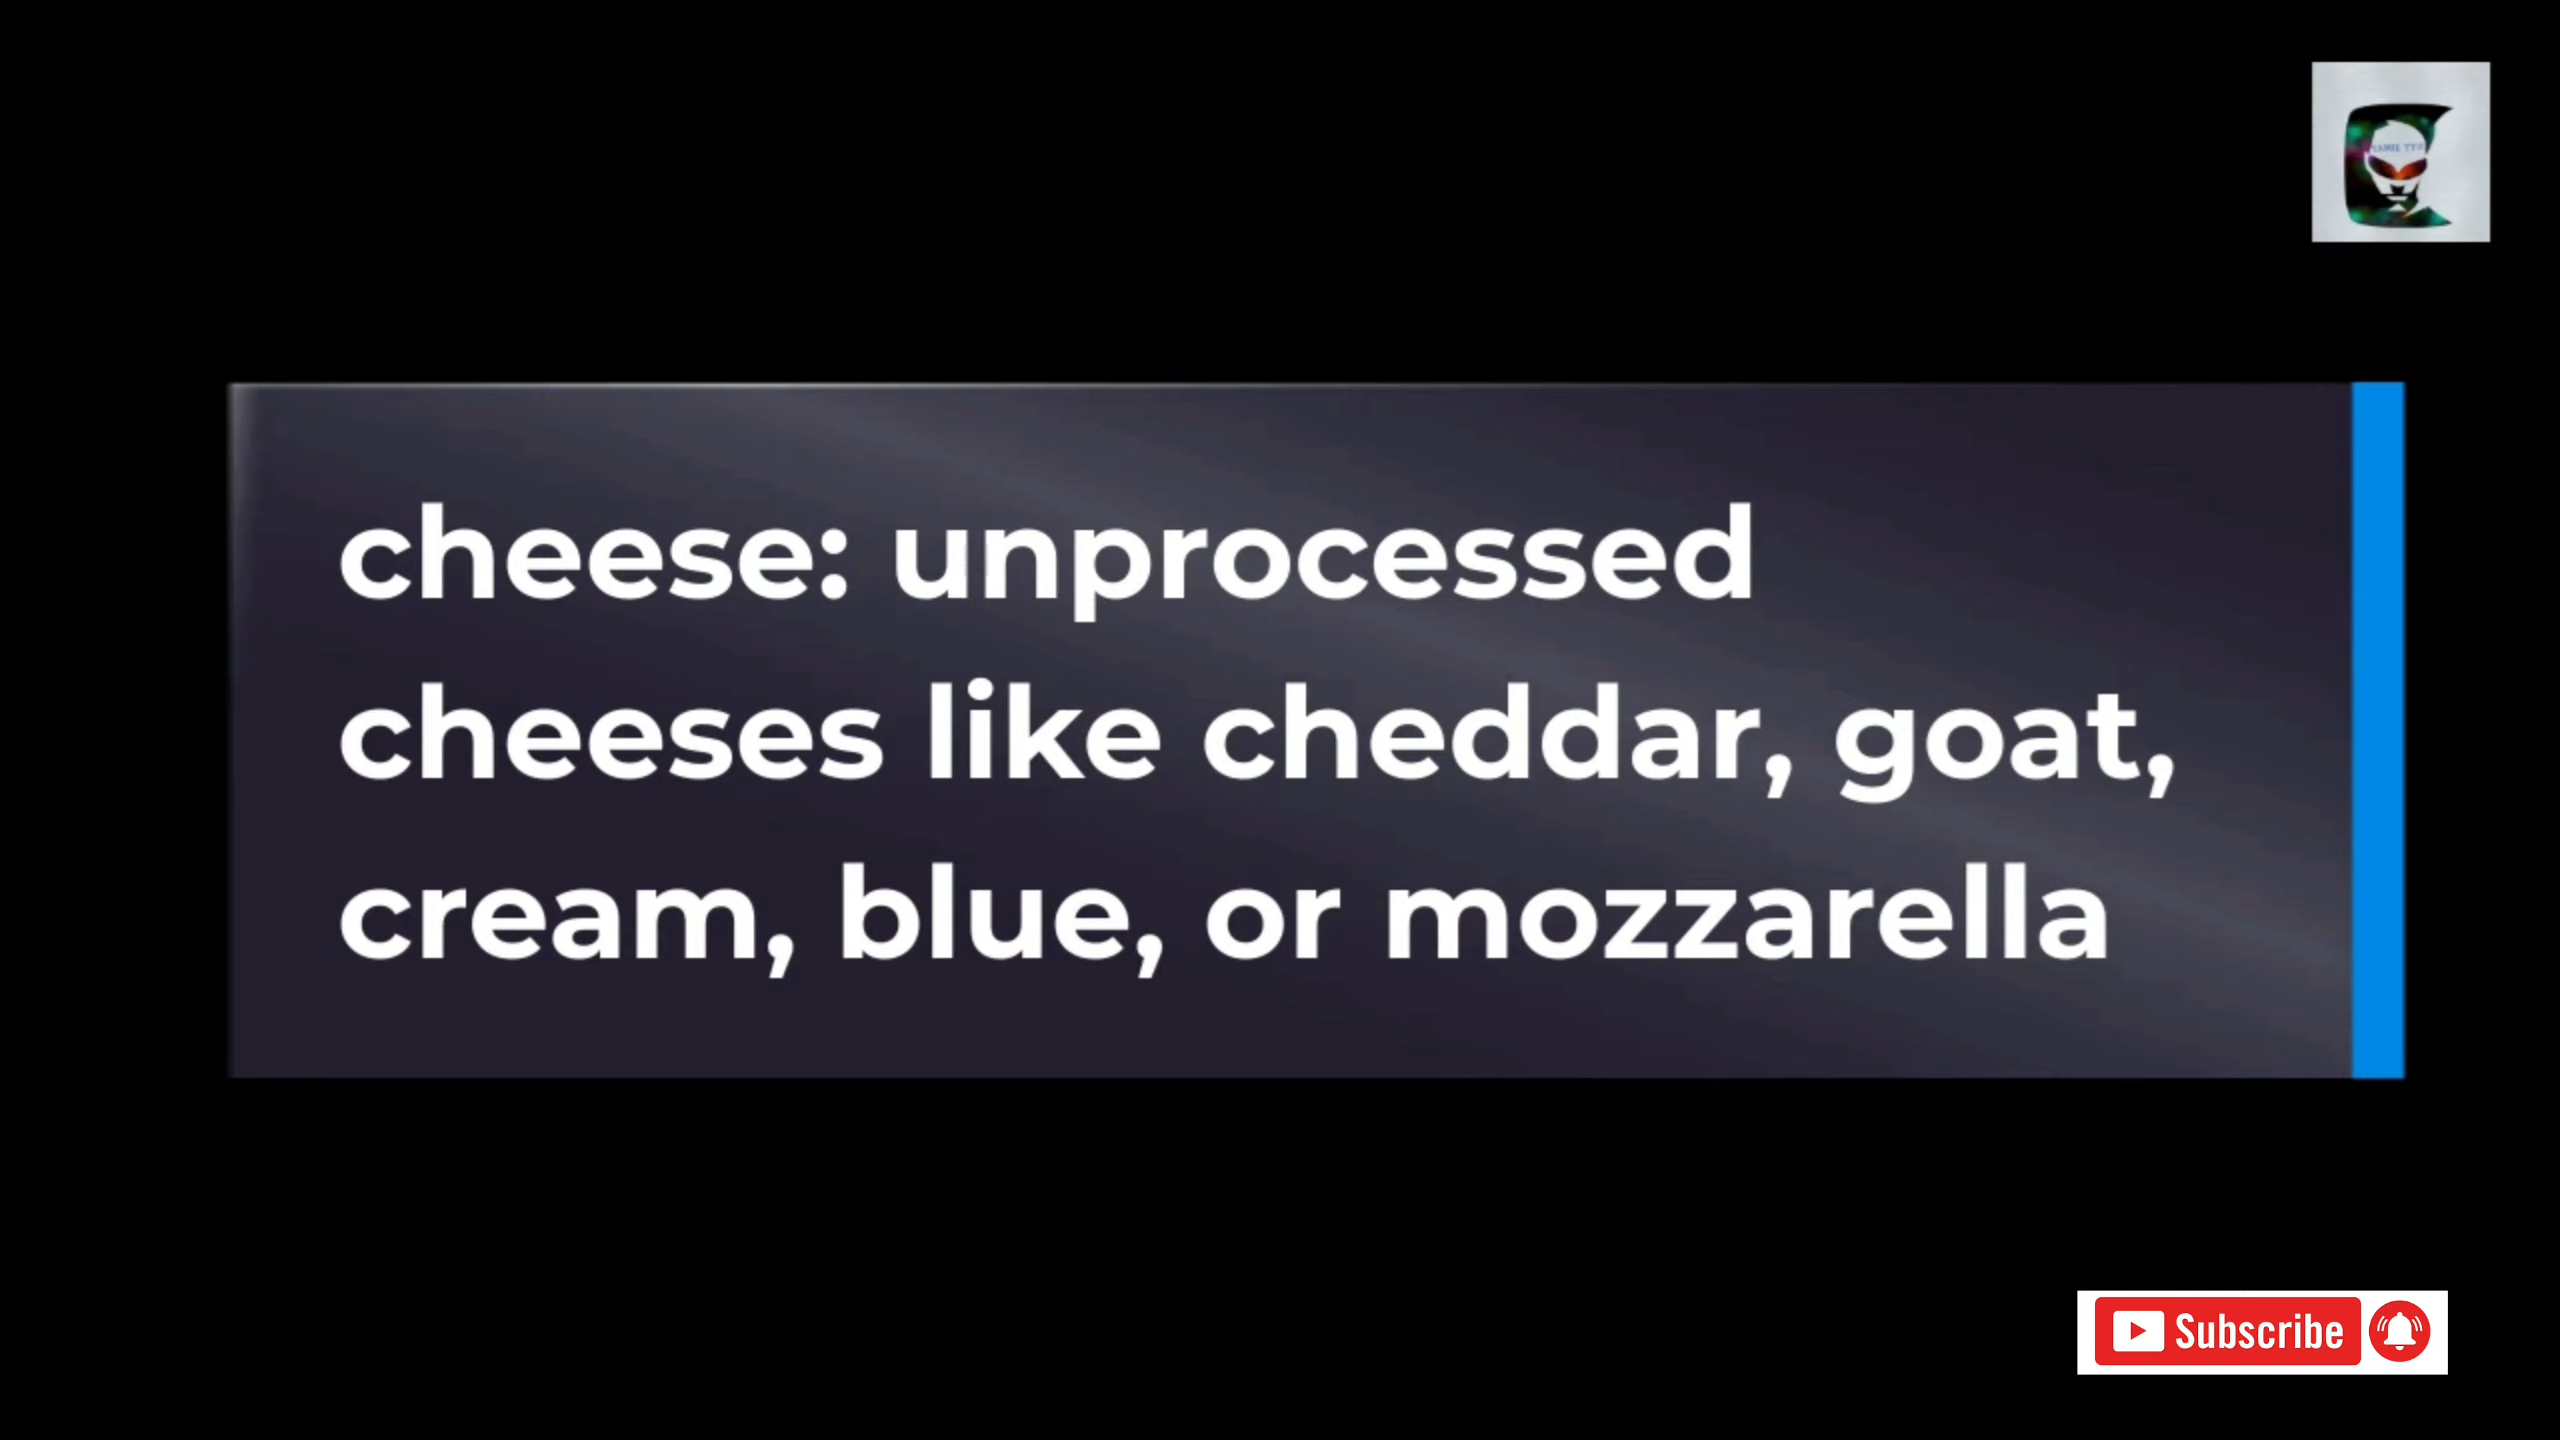 cheese: unprocessed
cheeses like cheddar, goat,
cream, blue, or mozzarella
Subscribe